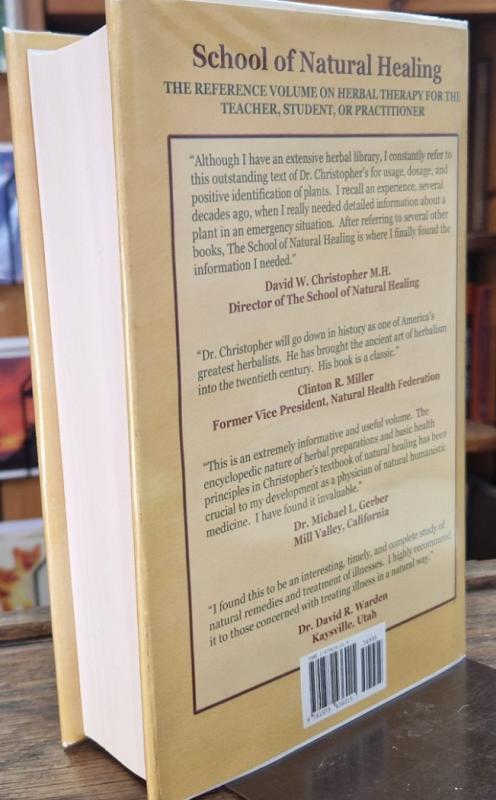 School of Natural Healing
THE REFERENCE VOLUME ON HERBAL THERAPY FOR THE
TEACHER, STUDENT, OR PRACTITIONER
"Although I have an extensive herbal library, I constantly refer to
this outstanding text of Dr. Christopher's for usage, dosage, and
positive identification of plants. I recall an experience, several
decades ago, when I really needed detailed information about a
plant in an emergency situation. After referring to several other
books, The School of Natural Healing is where I finally found the
information I needed."
David W. Christopher M.H.
Director of The School of Natural Healing
"Dr. Christopher will go down in history as one of America's
greatest herbalists. He has brought the ancient art of herbalism
into the twentieth century. His book is a classic."
Clinton R. Miller
Former Vice President, Natural Health Federation
"This is an extremely informative and useful volume. The
encyclopedic nature of herbal preparations and basic health
principles in Christopher's textbook of natural healing has been
crucial to my development as a physician of natural humanistic
medicine. I have found it invaluable."
Dr. Michael L. Gerber
Mill Valley, California
"I found this to be an interesting, timely, and complete study of
natural remedies and treatment of illnesses. I highly recommend
it to those concerned with treating illness in a natural way."
Dr. David R. Warden
Kaysville, Utah